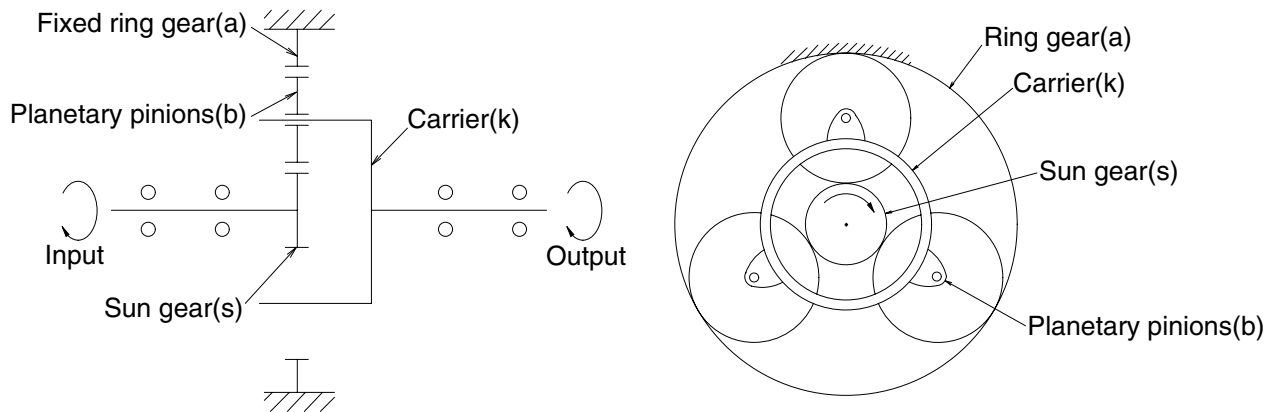 Fixed ring gear(a)
Planetary pinions(b)
Carrier(k)
Input
Output
Sun gear(s)
Ring gear(a)
Carrier(k)
Sun gear(s)
Planetary pinions(b)